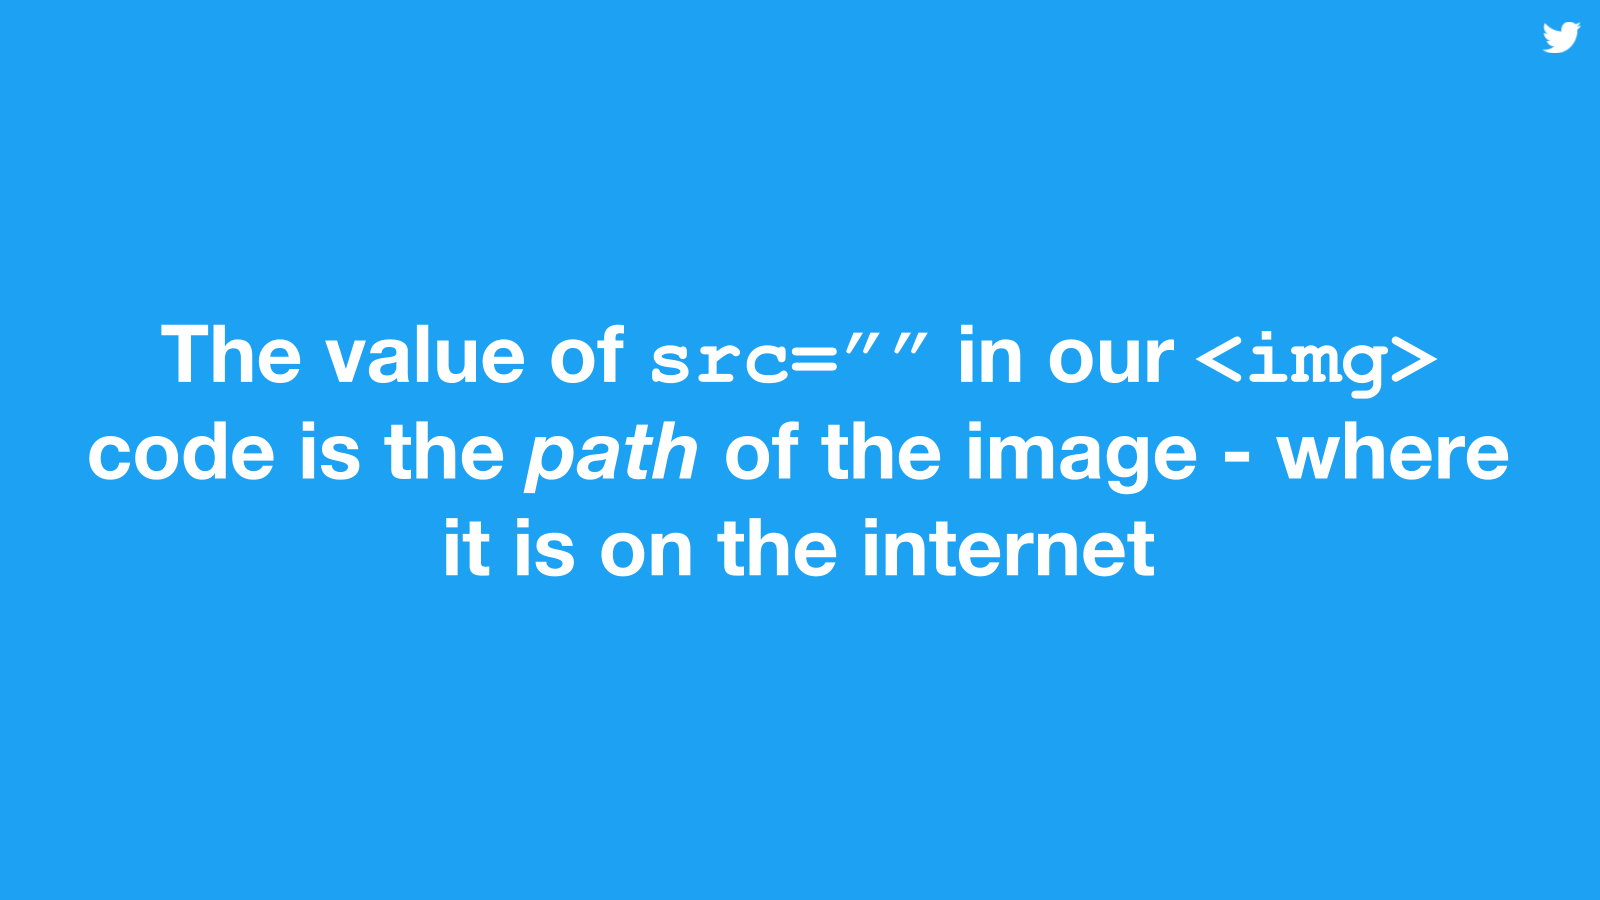 The value of src=”” in our <img>
code is the path of the image - where
it is on the internet